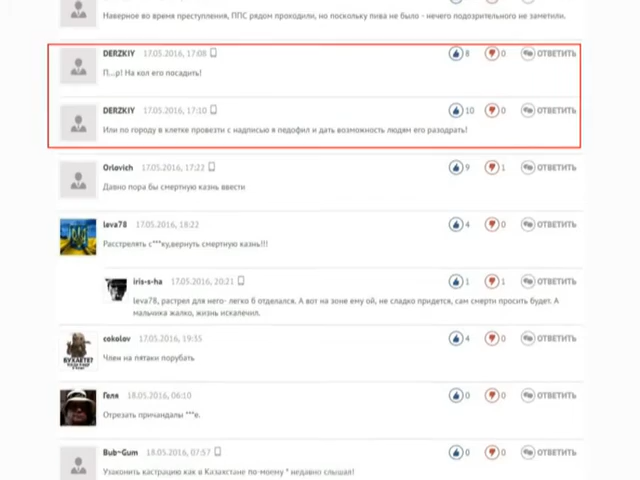 Наверное во время преступления, ППС рядом проходили, но поскольку пива не было - нечего подозрительного не заметили.
DERZKIY 17.05.2016, 17:08 8 0 ОТВЕТИТЬ
П...р! На кол его посадить!
DERZKIY 17.05.2016, 17:10 10 0 ОТВЕТИТЬ
Или по городу в клетке провезти с надписью я педофил и дать возможность людям его разодрать!
Orlovich 17.05.2016, 17:22 9 1 ОТВЕТИТЬ
Давно пора бы смертную казнь ввести
leva78 17.05.2016, 18:22 4 0 ОТВЕТИТЬ
Расстрелять с***ку,вернуть смертную казнь!!!
iris-s-ha 17.05.2016, 20:21 1 1 ОТВЕТИТЬ
leva78, растрел для него- легко б отделался. А вот на зоне ему ой, не сладко придется, сам смерти просить будет. А
мальчика жалко, жизнь искалечил.
cokolov 17.05.2016, 19:35 4 0 ОТВЕТИТЬ
БУХАЕТЕ?
Член на пятаки порубать
Геля 18.05.2016, 06:10 0 0 ОТВЕТИТЬ
Отрезать причандалы ***е.
Bub-Gum 18.05.2016, 07:57 0 0 ОТВЕТИТЬ
Узаконить кастрацию как в Казахстане по-моему * недавно слышал!